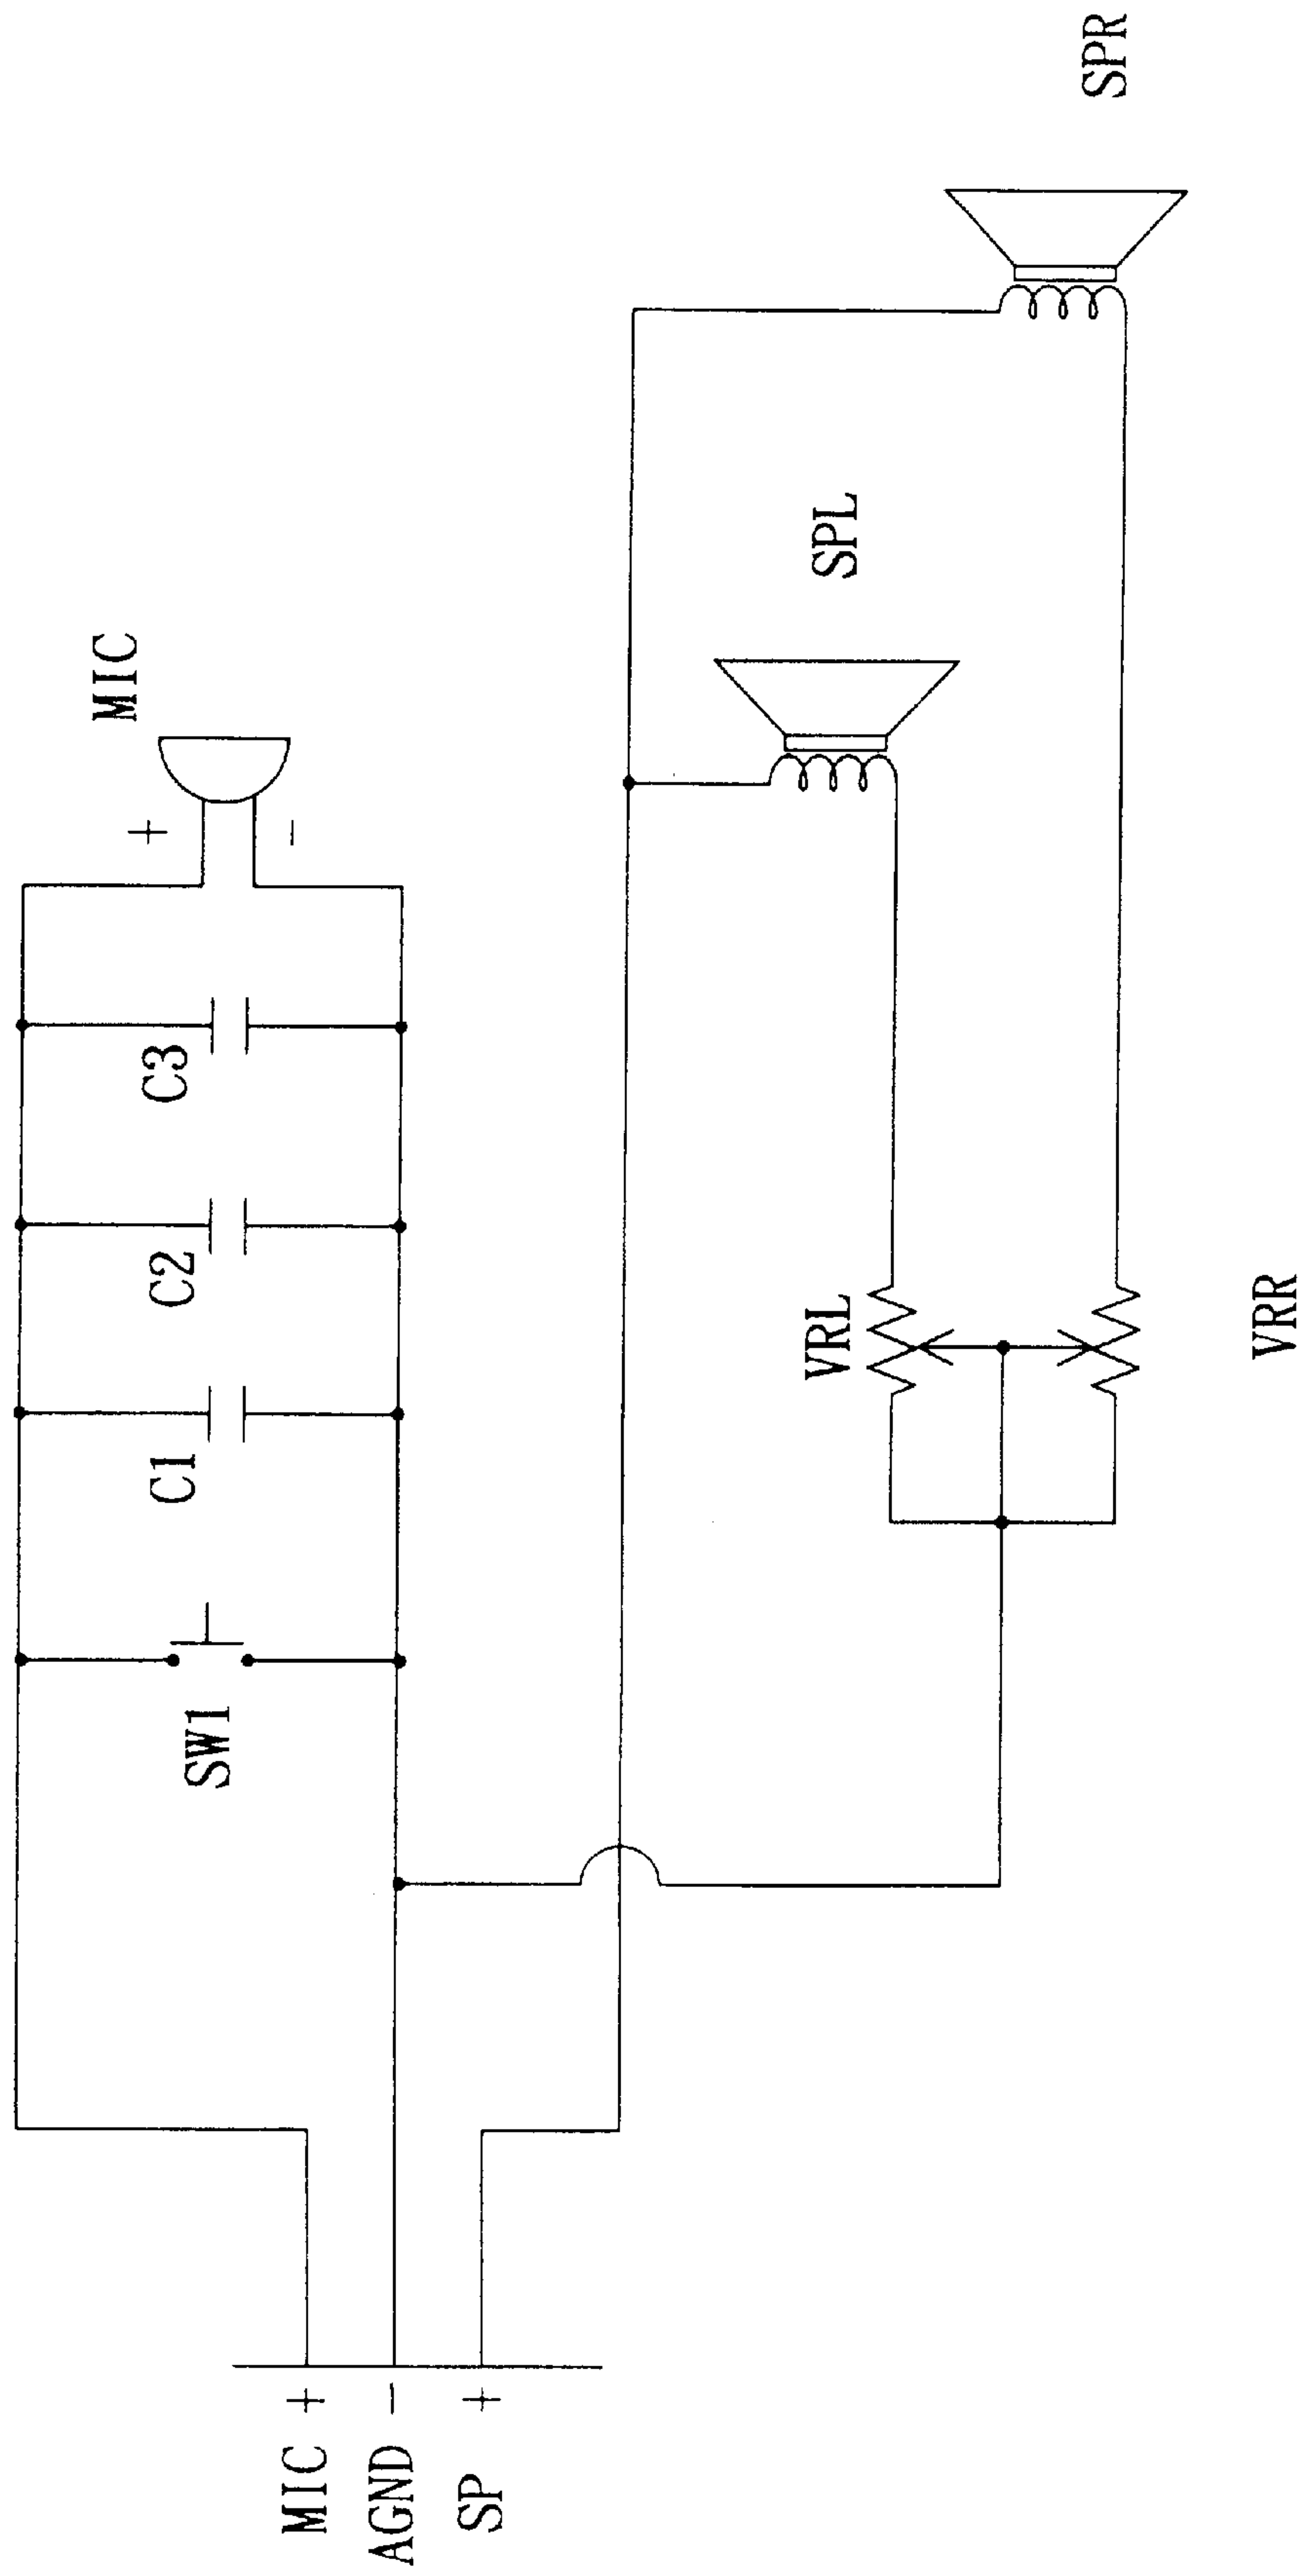 MIC
+
-
C3
C2
C1
SW1
SPR
SPL
VRL
VRR
MIC +
AGND -
SP +